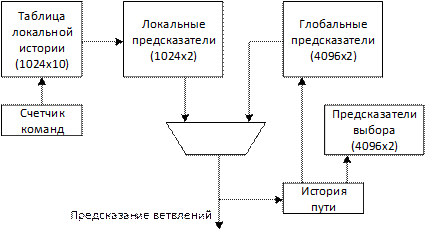 Таблица
локальной
истории
(1024x10)
Локальные
предсказатели
(1024x2)
Глобальные
предсказатели
(4096x2)
Счетчик
команд
Предсказатели
выбора
(4096x2)
История
пути
Предсказание ветвлений